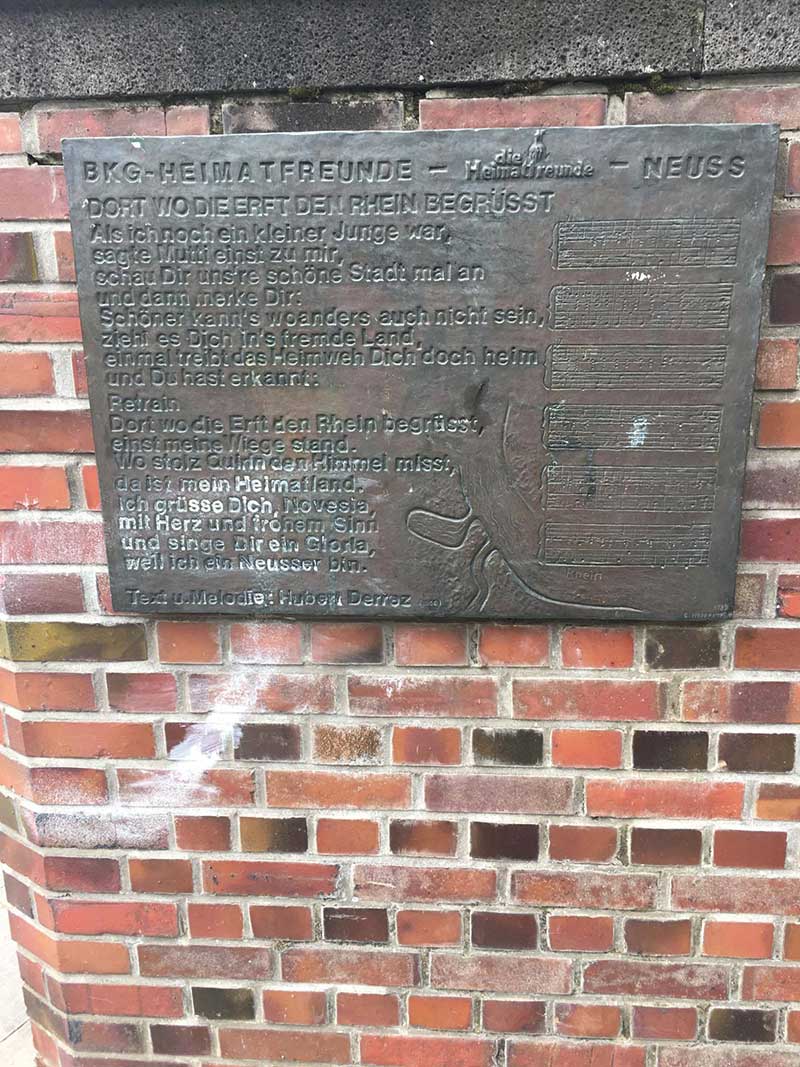 BKG-HEIMATFREUNDE – die Heimatfreunde – NEUSS
DORT WO DIE ERFT DEN RHEIN BEGRÜSST
Als ich noch ein kleiner Junge war,
sagte Mutti einst zu mir,
schau Dir uns're schöne Stadt mal an
und dann merke Dir:
Schöner kann's woanders auch nicht sein,
zieht es Dich in's fremde Land,
einmal treibt das Heimweh Dich doch heim
und Du hast erkannt:
Refrain
Dort wo die Erft den Rhein begrüsst,
einst meine Wiege stand.
Wo stolz Quirin den Himmel misst,
da ist mein Heimatland.
Ich grüsse Dich, Novesia,
mit Herz und frohem Sinn
und singe Dir ein Gloria,
weil ich ein Neusser bin.
Rhein
Text u. Melodie: Hubert Derroz